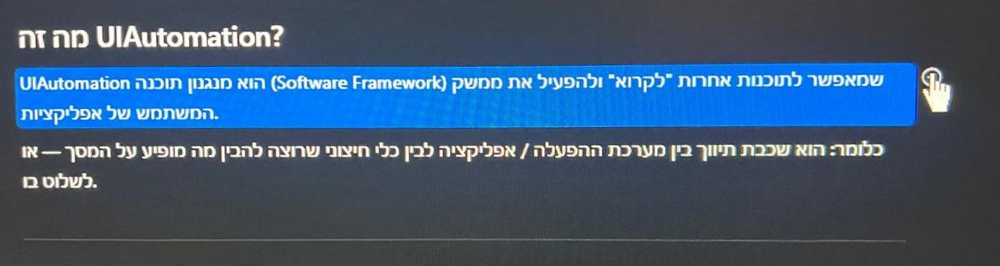 מה זה UIAutomation?
UIAutomation הוא מנגנון תוכנה (Software Framework) שמאפשר לתוכנות אחרות "לקרוא" ולהפעיל את ממשק
המשתמש של אפליקציות.
כלומר: הוא שכבת תיווך בין מערכת ההפעלה / אפליקציה לבין כלי חיצוני שרוצה להבין מה מופיע על המסך — או
לשלוט בו.